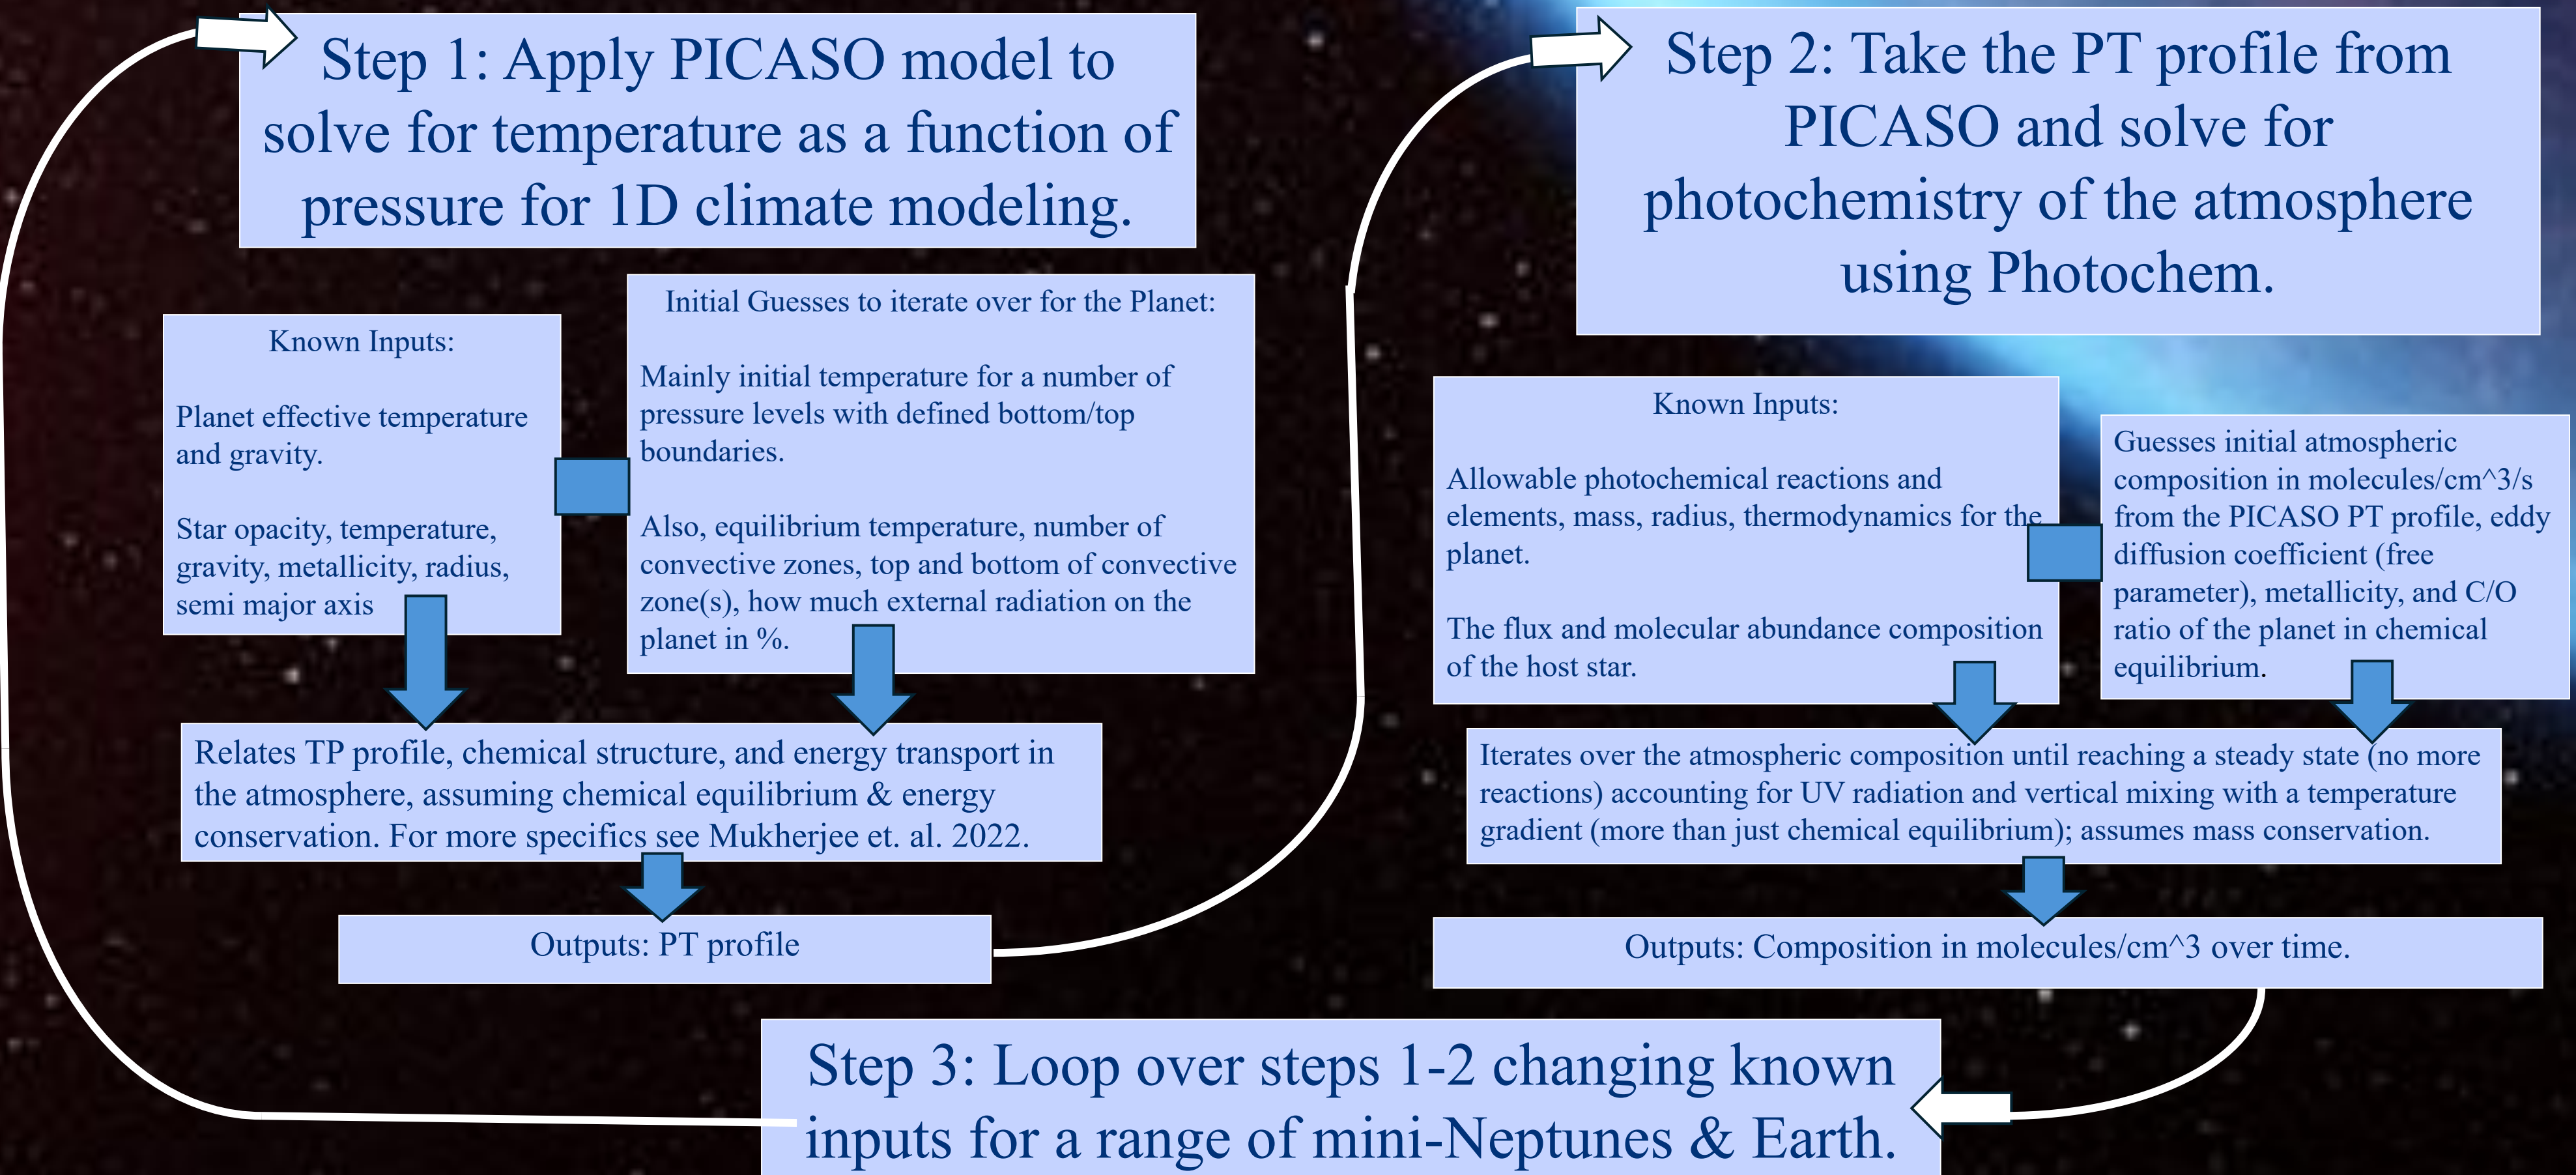 Step 1: Apply PICASO model to
solve for temperature as a function of
pressure for 1D climate modeling.
Known Inputs:
Planet effective temperature
and gravity.
Star opacity, temperature,
gravity, metallicity, radius,
semi major axis
Initial Guesses to iterate over for the Planet:
Mainly initial temperature for a number of
pressure levels with defined bottom/top
boundaries.
Also, equilibrium temperature, number of
convective zones, top and bottom of convective
zone(s), how much external radiation on the
planet in %.
Relates TP profile, chemical structure, and energy transport in
the atmosphere, assuming chemical equilibrium & energy
conservation. For more specifics see Mukherjee et. al. 2022.
Outputs: PT profile
Step 2: Take the PT profile from
PICASO and solve for
photochemistry of the atmosphere
using Photochem.
Known Inputs:
Allowable photochemical reactions and
elements, mass, radius, thermodynamics for the
planet.
The flux and molecular abundance composition
of the host star.
Guesses initial atmospheric
composition in molecules/cm^3/s
from the PICASO PT profile, eddy
diffusion coefficient (free
parameter), metallicity, and C/O
ratio of the planet in chemical
equilibrium.
Iterates over the atmospheric composition until reaching a steady state (no more
reactions) accounting for UV radiation and vertical mixing with a temperature
gradient (more than just chemical equilibrium); assumes mass conservation.
Outputs: Composition in molecules/cm^3 over time.
Step 3: Loop over steps 1-2 changing known
inputs for a range of mini-Neptunes & Earth.